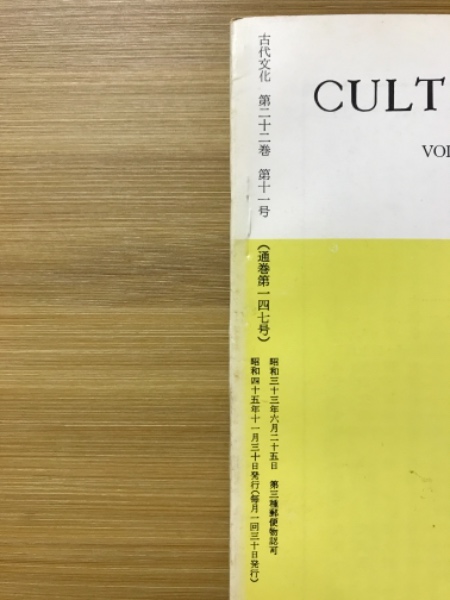 古代文化 第二十二巻 第十一号
(通巻第一四七号)
昭和三十三年六月二十五日 第三種郵便物認可
昭和四十五年十一月三十日発行(毎月一回三十日発行)
CULT
VOL